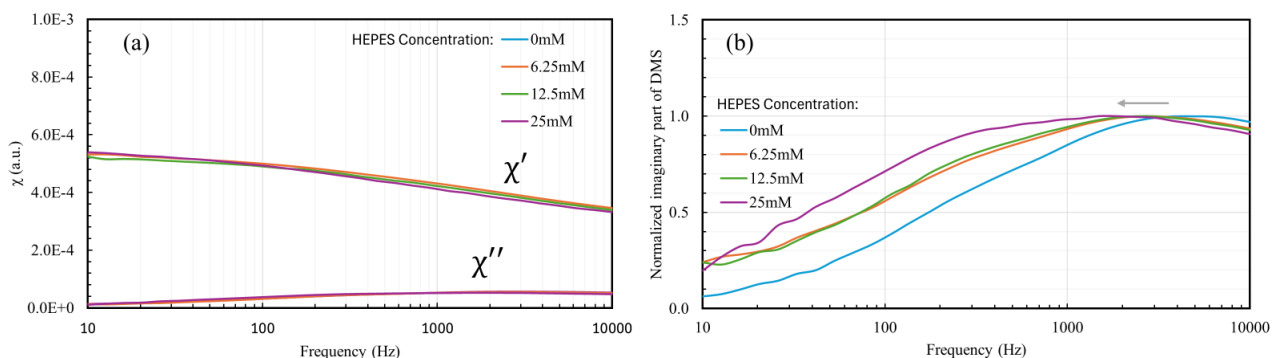 (a)
HEPES Concentration:
0mM
6.25mM
12.5mM
25mM
1.0E-3
8.0E-4
6.0E-4
4.0E-4
2.0E-4
0.0E+0
χ (a.u.)
χ′
χ′′
10
100
1000
10000
Frequency (Hz)
(b)
HEPES Concentration:
0mM
6.25mM
12.5mM
25mM
1.5
1.0
0.5
0.0
Normalized imaginary part of DMS
10
100
1000
10000
Frequency (Hz)